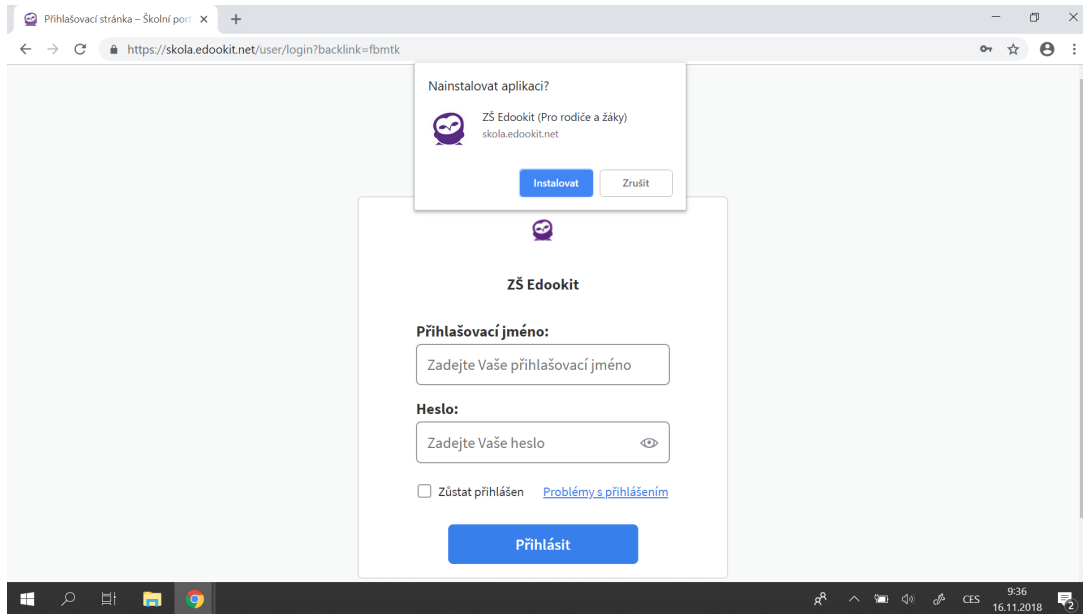 Přihlašovací stránka – Školní port
https://skola.edookit.net/user/login?backlink=fbmtk
Nainstalovat aplikaci?
ZŠ Edookit (Pro rodiče a žáky)
skola.edookit.net
Instalovat
Zrušit
ZŠ Edookit
Přihlašovací jméno:
Zadejte Vaše přihlašovací jméno
Heslo:
Zadejte Vaše heslo
Zůstat přihlášen
Problémy s přihlášením
Přihlásit
CES
9:36
16.11.2018
2